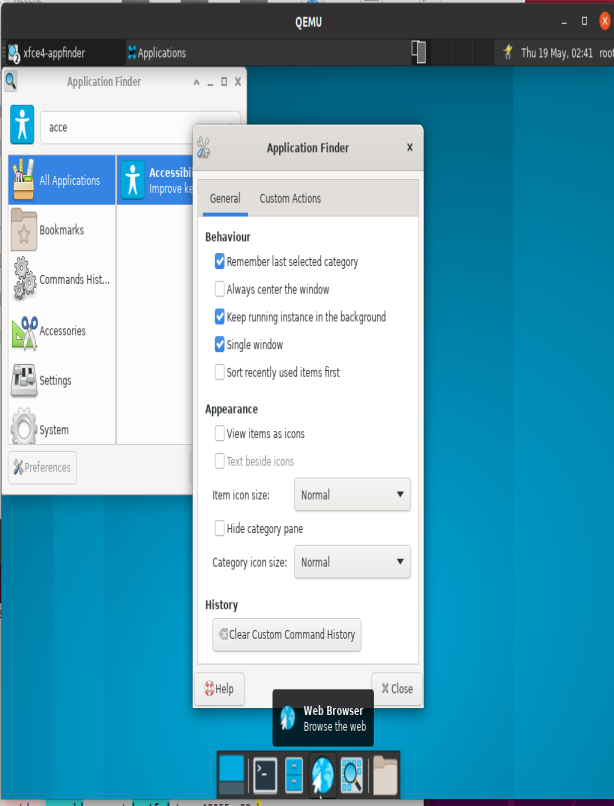 QEMU
xfce4-appfinder
Applications
Thu 19 May, 02:41 root
Application Finder
acce
All Applications
Bookmarks
Commands Hist...
Accessories
Settings
System
Preferences
Improve
Application Finder
General
Custom Actions
Behaviour
Remember last selected category
Always center the window
Keep running instance in the background
Single window
Sort recently used items first
Appearance
View items as icons
Text beside icons
Item icon size:
Normal
Hide category pane
Category icon size:
Normal
History
Clear Custom Command History
Help
Close
Web Browser
Browse the web